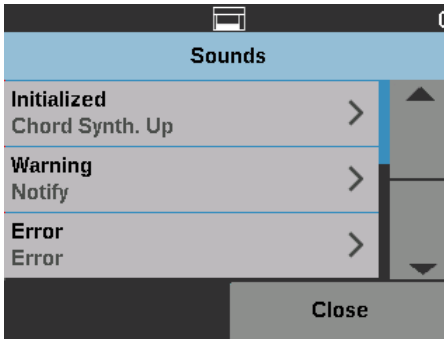 Sounds
Initialized
Chord Synth. Up
Warning
Notify
Error
Error
Close